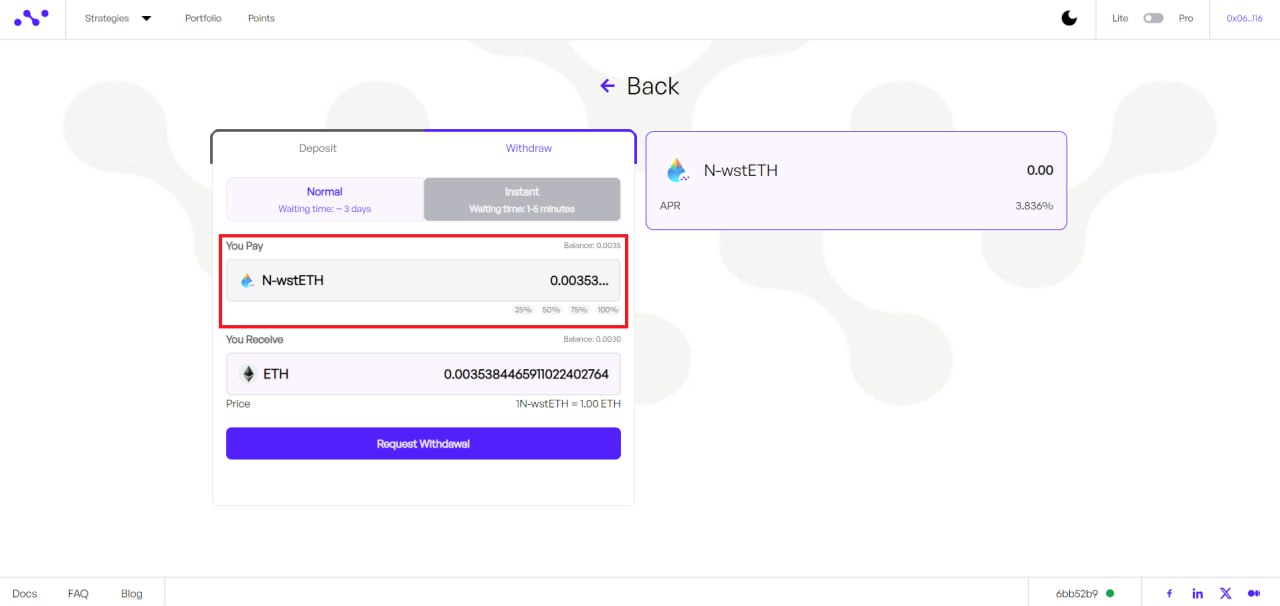 Strategies Portfolio Points Lite Pro 0x06..116
Back
Deposit Withdraw
N-wstETH 0.00
APR 3.836%
Normal Instant
Waiting time: ~ 3 days Waiting time: 1-5 minutes
You Pay Balance: 0.0035
N-wstETH 0.00353...
25% 50% 75% 100%
You Receive Balance: 0.0030
ETH 0.0035384465911022402764
Price 1N-wstETH = 1.00 ETH
Request Withdawal
Docs FAQ Blog 6bb52b9